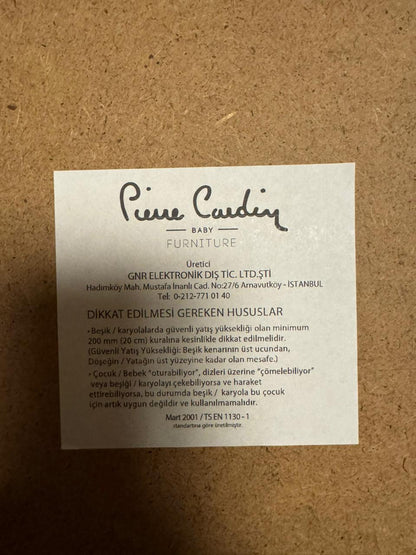 Pierre Cardin
BABY
FURNITURE
Üretici
GNR ELEKTRONİK DIŞ TİC. LTD.ŞTİ
Hadımköy Mah. Mustafa İnanlı Cad. No:27/6 Arnavutköy - İSTANBUL
Tel: 0-212-771 01 40
DİKKAT EDİLMESİ GEREKEN HUSUSLAR
• Beşik / karyolalarda güvenli yatış yüksekliği olan minimum
200 mm (20 cm) kuralına kesinlikle dikkat edilmelidir.
(Güvenli Yatış Yüksekliği: Beşik kenarının üst ucundan,
Döşeğin / Yatağın üst yüzeyine kadar olan mesafe.)
• Çocuk / Bebek "oturabiliyor", dizleri üzerine "çömelebiliyor"
veya beşiği / karyolayı çekebiliyorsa ve haraket
ettirebiliyorsa, bu durumda beşik / karyola bu çocuk
için artık uygun değildir ve kullanılmamalıdır.
Mart 2001 / TS EN 1130 - 1
standartına göre üretilmiştir.